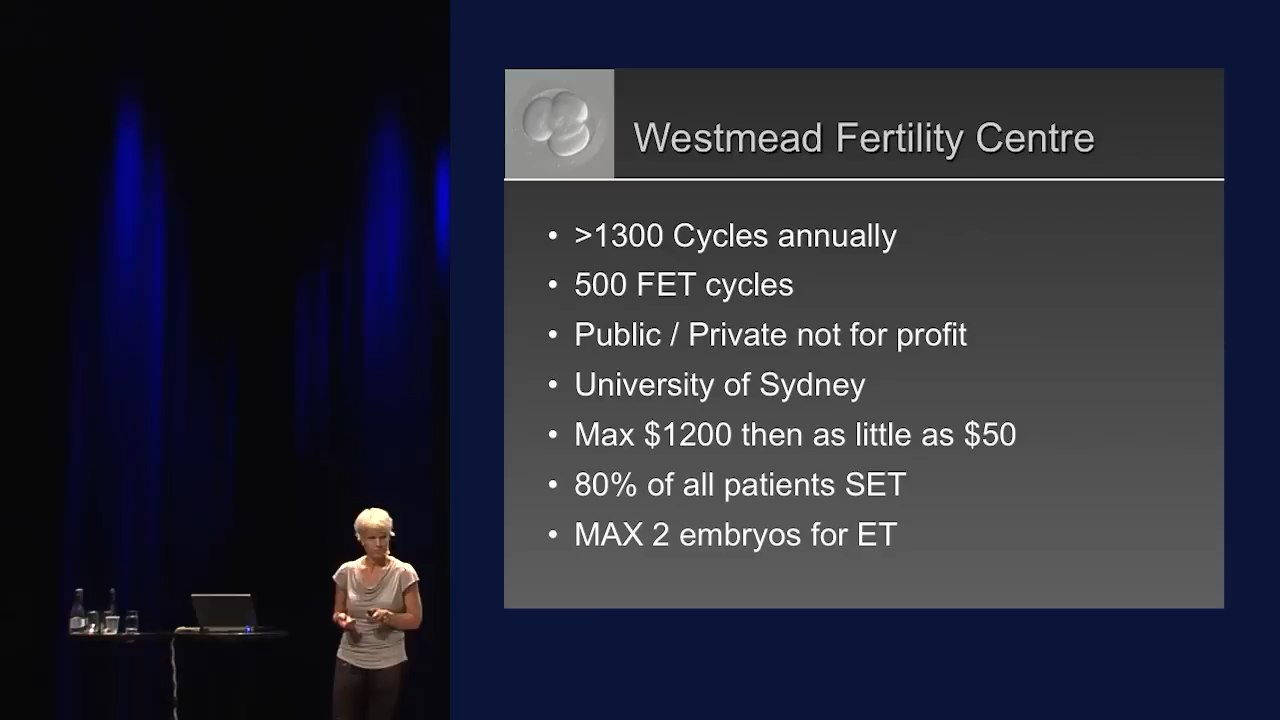 Westmead Fertility Centre
• >1300 Cycles annually
• 500 FET cycles
• Public / Private not for profit
• University of Sydney
• Max $1200 then as little as $50
• 80% of all patients SET
• MAX 2 embryos for ET